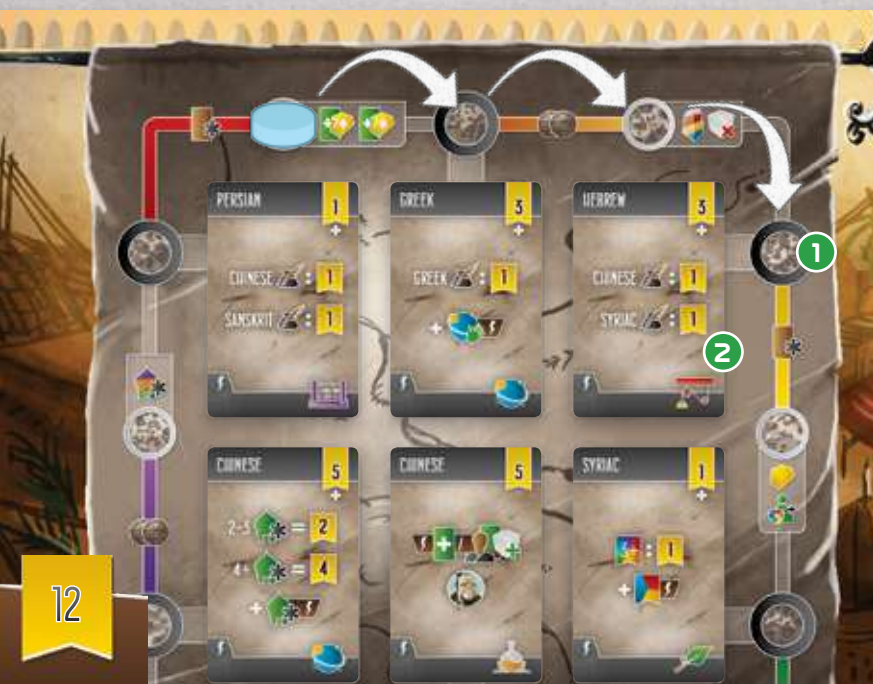 +7
PERSIAN 1
+
CHINESE : 1
SANSKRIT : 1
GREEK 3
+
GREEK : 1
+
HEBREW 3
+
CHINESE : 1
SYRIAC : 1
1
2
CHINESE 5
+
2-3 = 2
4+ = 4
+
CHINESE 5
SYRIAC 1
+
: 1
+
12